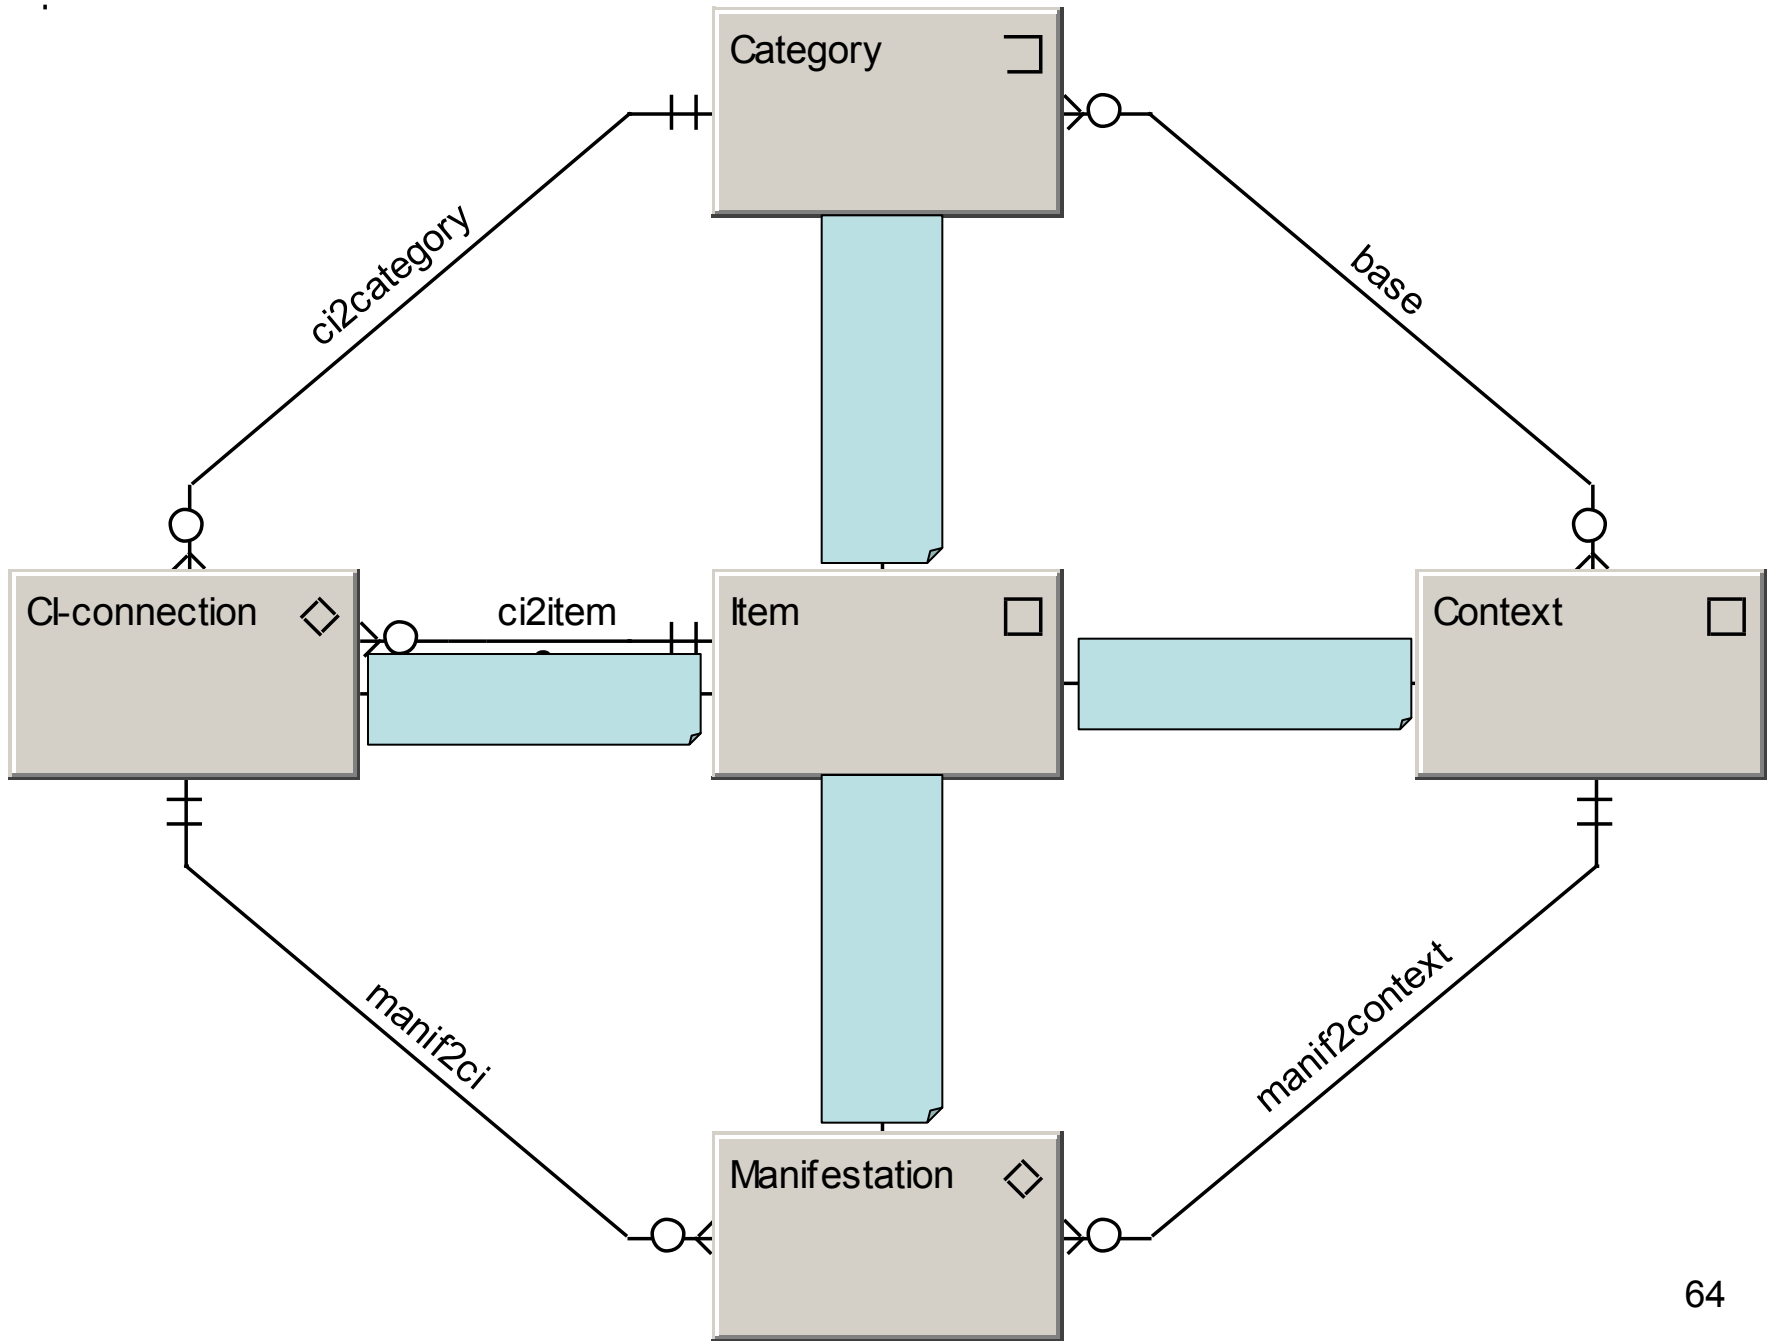 Category
ci2category
base
CI-connection
ci2item
Item
Context
manif2ci
manif2context
Manifestation
64